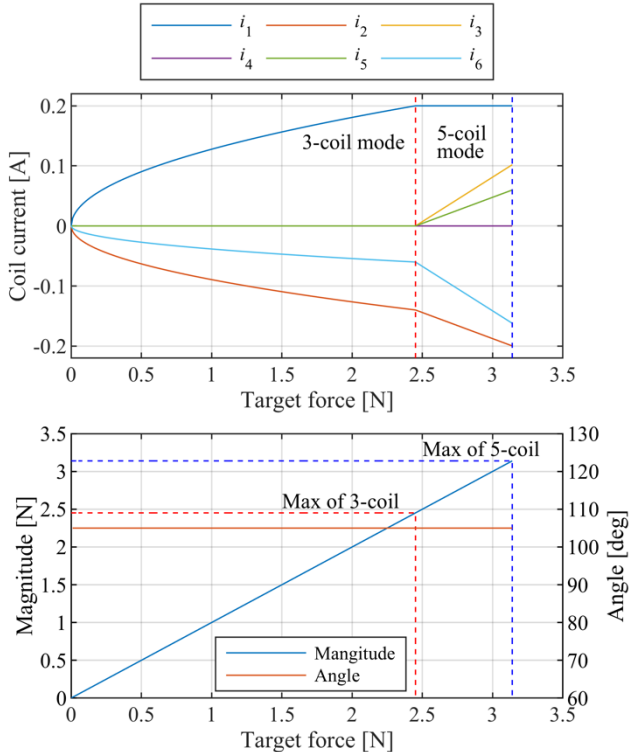 i1 i2 i3
i4 i5 i6
Coil current [A]
0.2
0.1
0
-0.1
-0.2
3-coil mode
5-coil
mode
0 0.5 1 1.5 2 2.5 3 3.5
Target force [N]
Magnitude [N]
3.5
3
2.5
2
1.5
1
0.5
0
Max of 5-coil
Max of 3-coil
Mangitude
Angle
130
120
110
100
90
80
70
60
Angle [deg]
0 0.5 1 1.5 2 2.5 3 3.5
Target force [N]